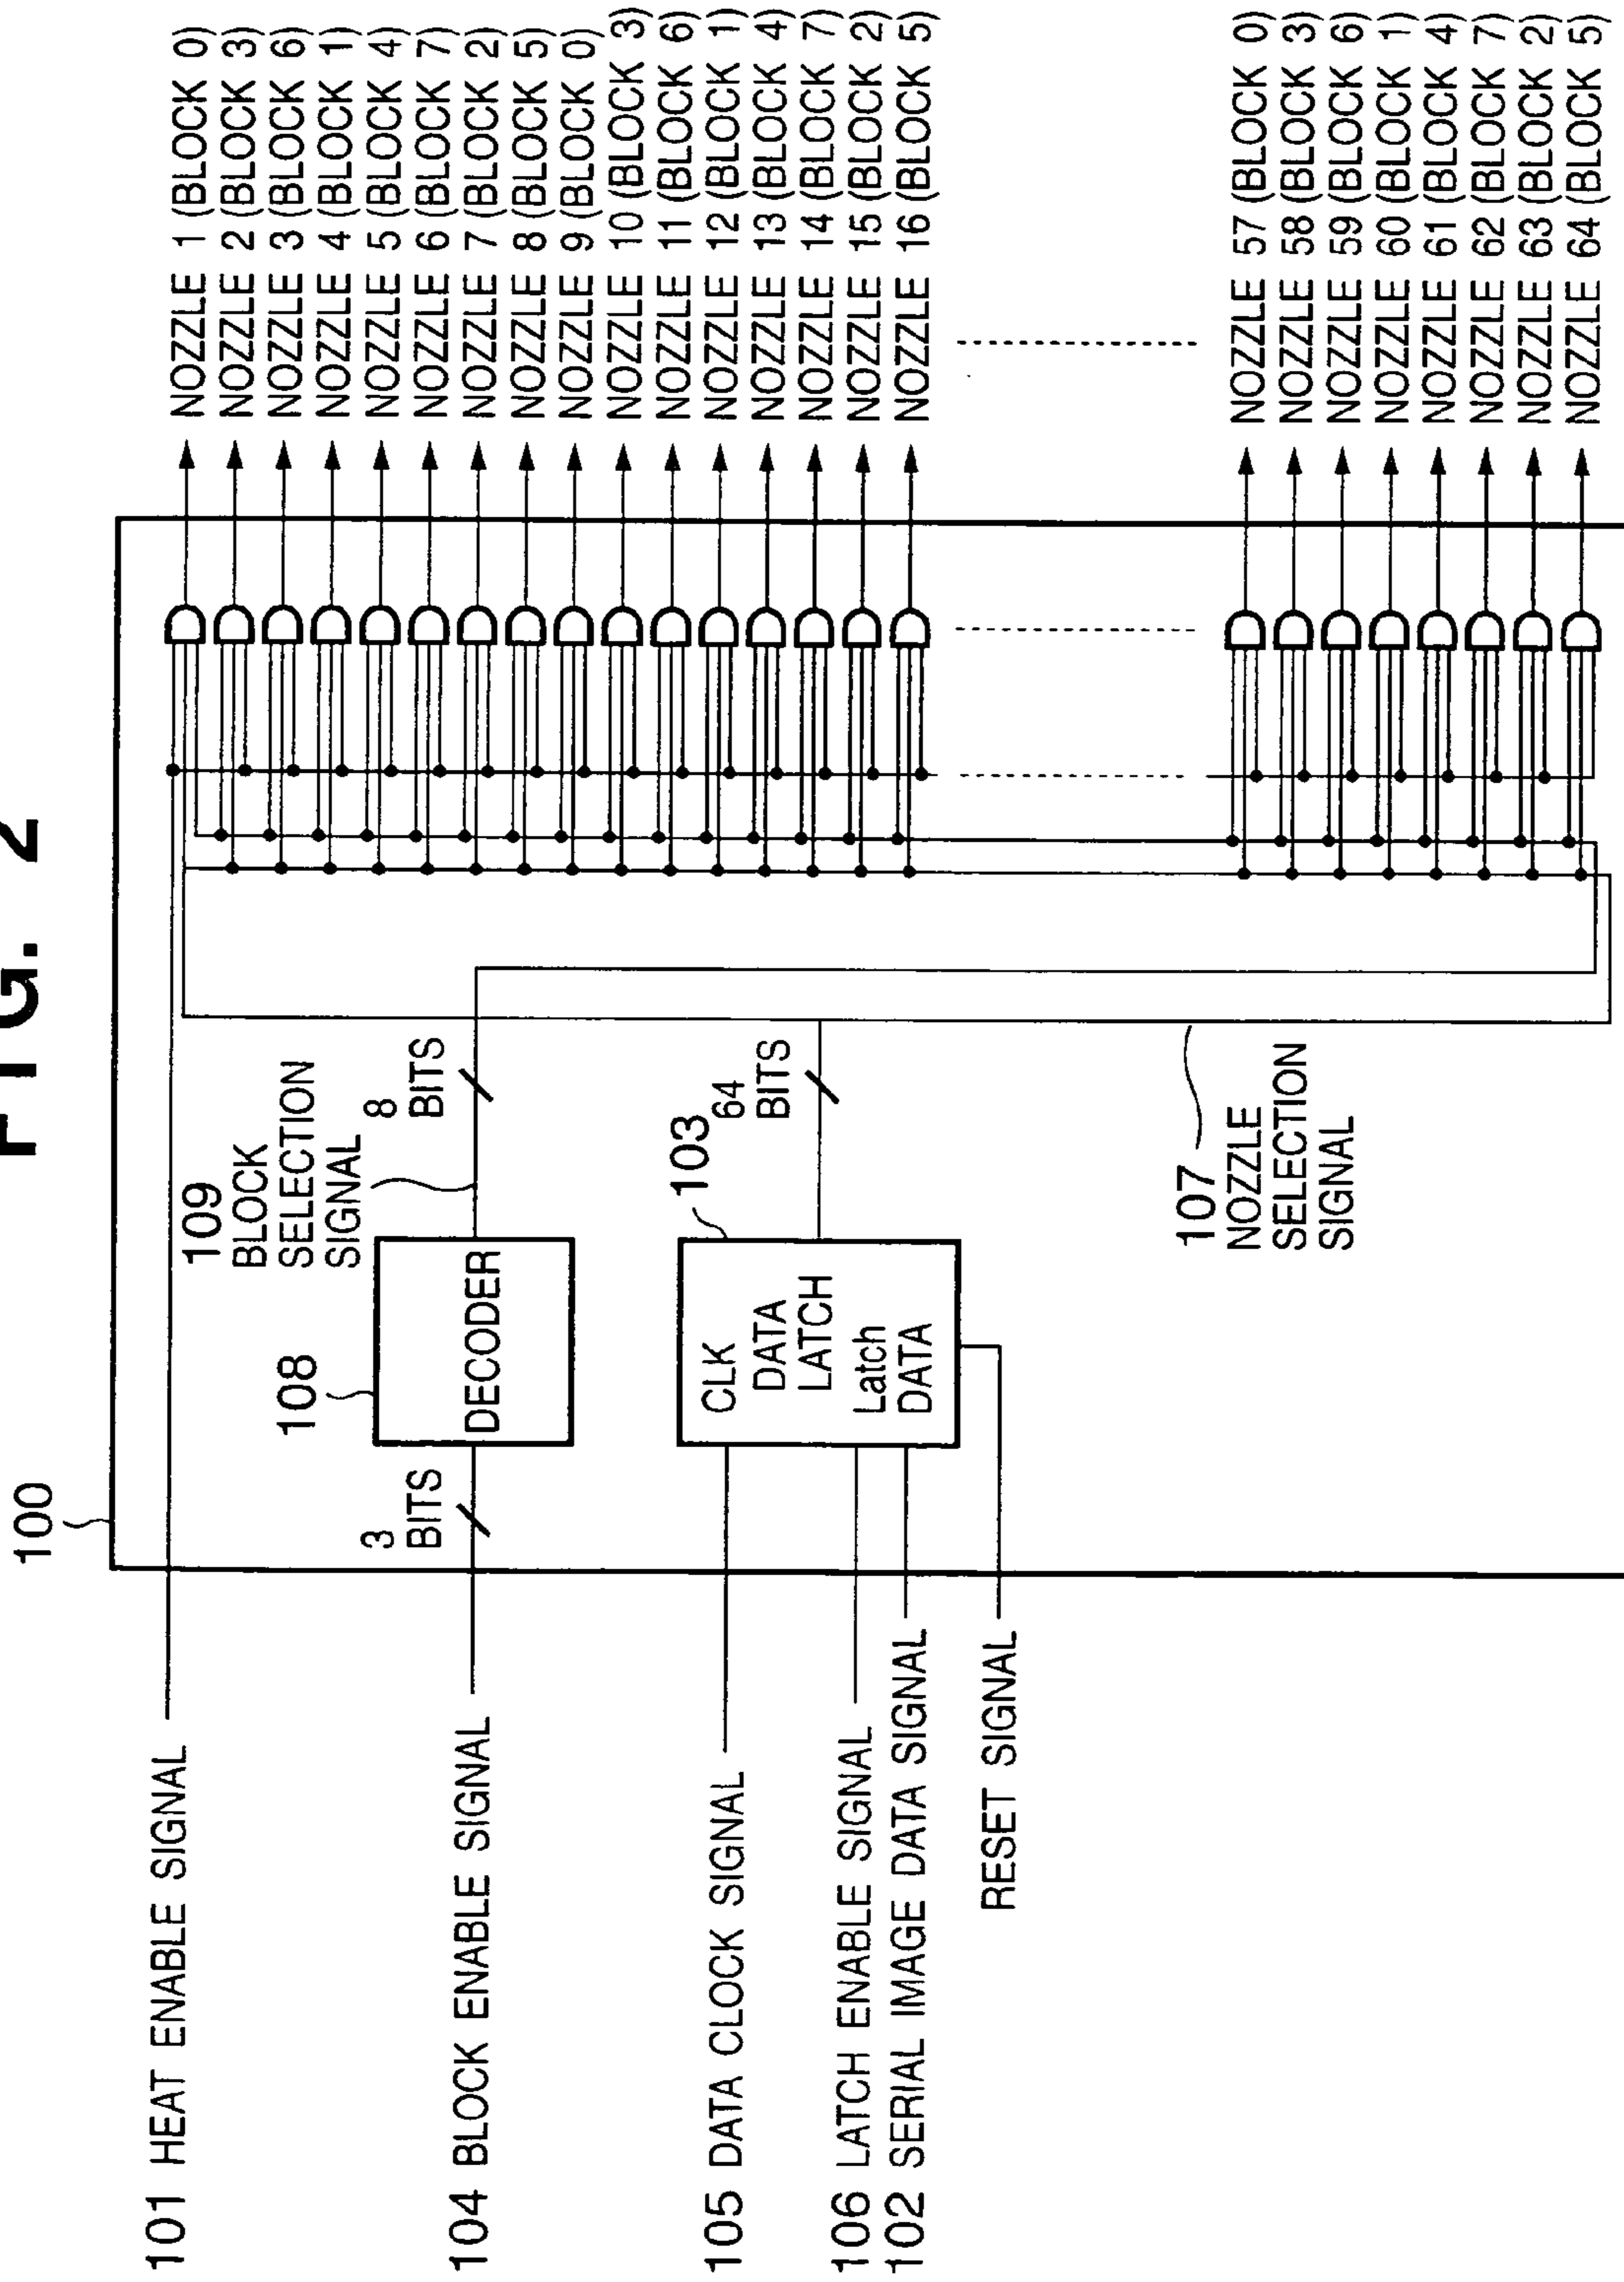 FIG. 2
100
101 HEAT ENABLE SIGNAL
104 BLOCK ENABLE SIGNAL
105 DATA CLOCK SIGNAL
106 LATCH ENABLE SIGNAL
102 SERIAL IMAGE DATA SIGNAL
RESET SIGNAL
3
BITS
108
DECODER
109
BLOCK
SELECTION
SIGNAL
8
BITS
CLK
DATA
LATCH
Latch
DATA
103
64
BITS
107
NOZZLE
SELECTION
SIGNAL
NOZZLE 1 (BLOCK 0)
NOZZLE 2 (BLOCK 3)
NOZZLE 3 (BLOCK 6)
NOZZLE 4 (BLOCK 1)
NOZZLE 5 (BLOCK 4)
NOZZLE 6 (BLOCK 7)
NOZZLE 7 (BLOCK 2)
NOZZLE 8 (BLOCK 5)
NOZZLE 9 (BLOCK 0)
NOZZLE 10 (BLOCK 3)
NOZZLE 11 (BLOCK 6)
NOZZLE 12 (BLOCK 1)
NOZZLE 13 (BLOCK 4)
NOZZLE 14 (BLOCK 7)
NOZZLE 15 (BLOCK 2)
NOZZLE 16 (BLOCK 5)
NOZZLE 57 (BLOCK 0)
NOZZLE 58 (BLOCK 3)
NOZZLE 59 (BLOCK 6)
NOZZLE 60 (BLOCK 1)
NOZZLE 61 (BLOCK 4)
NOZZLE 62 (BLOCK 7)
NOZZLE 63 (BLOCK 2)
NOZZLE 64 (BLOCK 5)